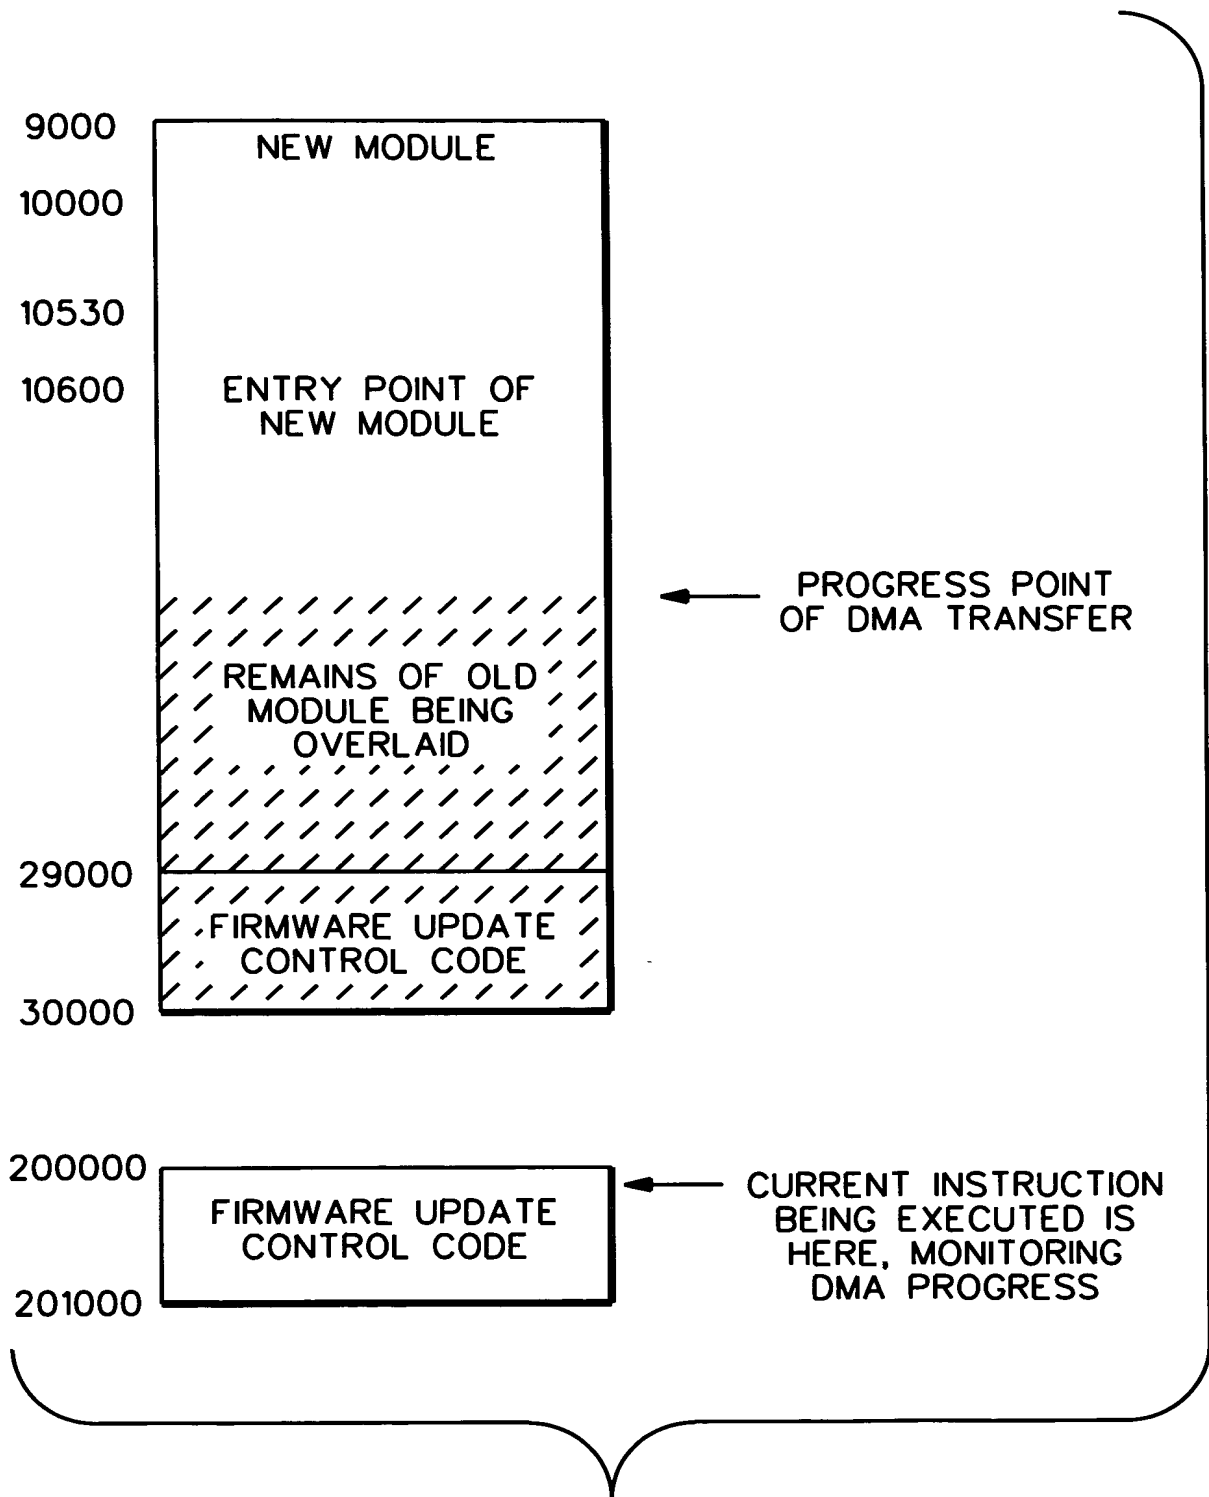 9000
NEW MODULE
10000
10530
10600
ENTRY POINT OF
NEW MODULE
PROGRESS POINT
OF DMA TRANSFER
REMAINS OF OLD
MODULE BEING
OVERLAID
29000
FIRMWARE UPDATE
CONTROL CODE
30000
200000
FIRMWARE UPDATE
CONTROL CODE
201000
CURRENT INSTRUCTION
BEING EXECUTED IS
HERE, MONITORING
DMA PROGRESS